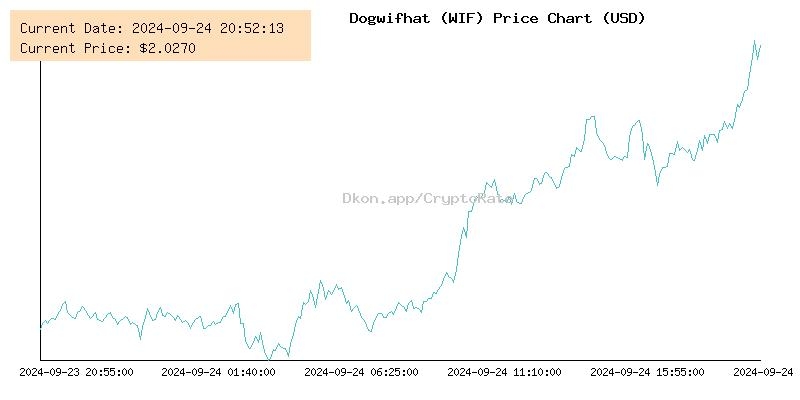 Dogwifhat (WIF) Price Chart (USD)
Current Date: 2024-09-24 20:52:13
Current Price: $2.0270
Dkon.app/CryptoRate
2024-09-23 20:55:00
2024-09-24 01:40:00
2024-09-24 06:25:00
2024-09-24 11:10:00
2024-09-24 15:55:00
2024-09-24